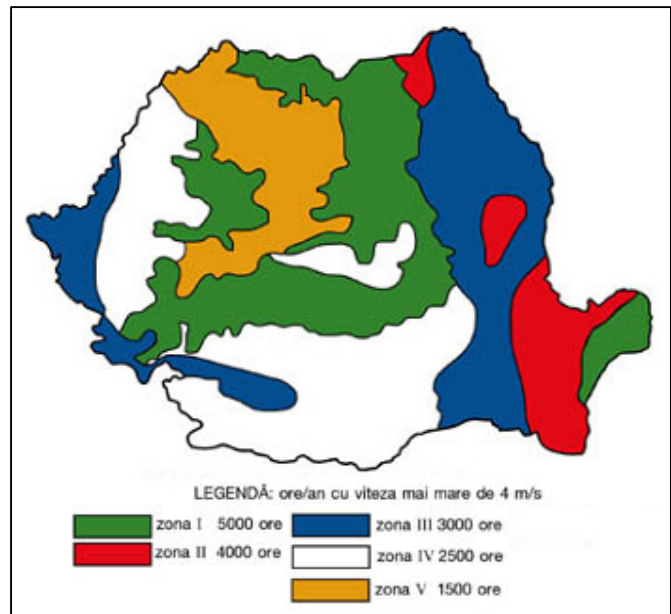 LEGENDĂ: ore/an cu viteza mai mare de 4 m/s
zona I 5000 ore
zona II 4000 ore
zona III 3000 ore
zona IV 2500 ore
zona V 1500 ore